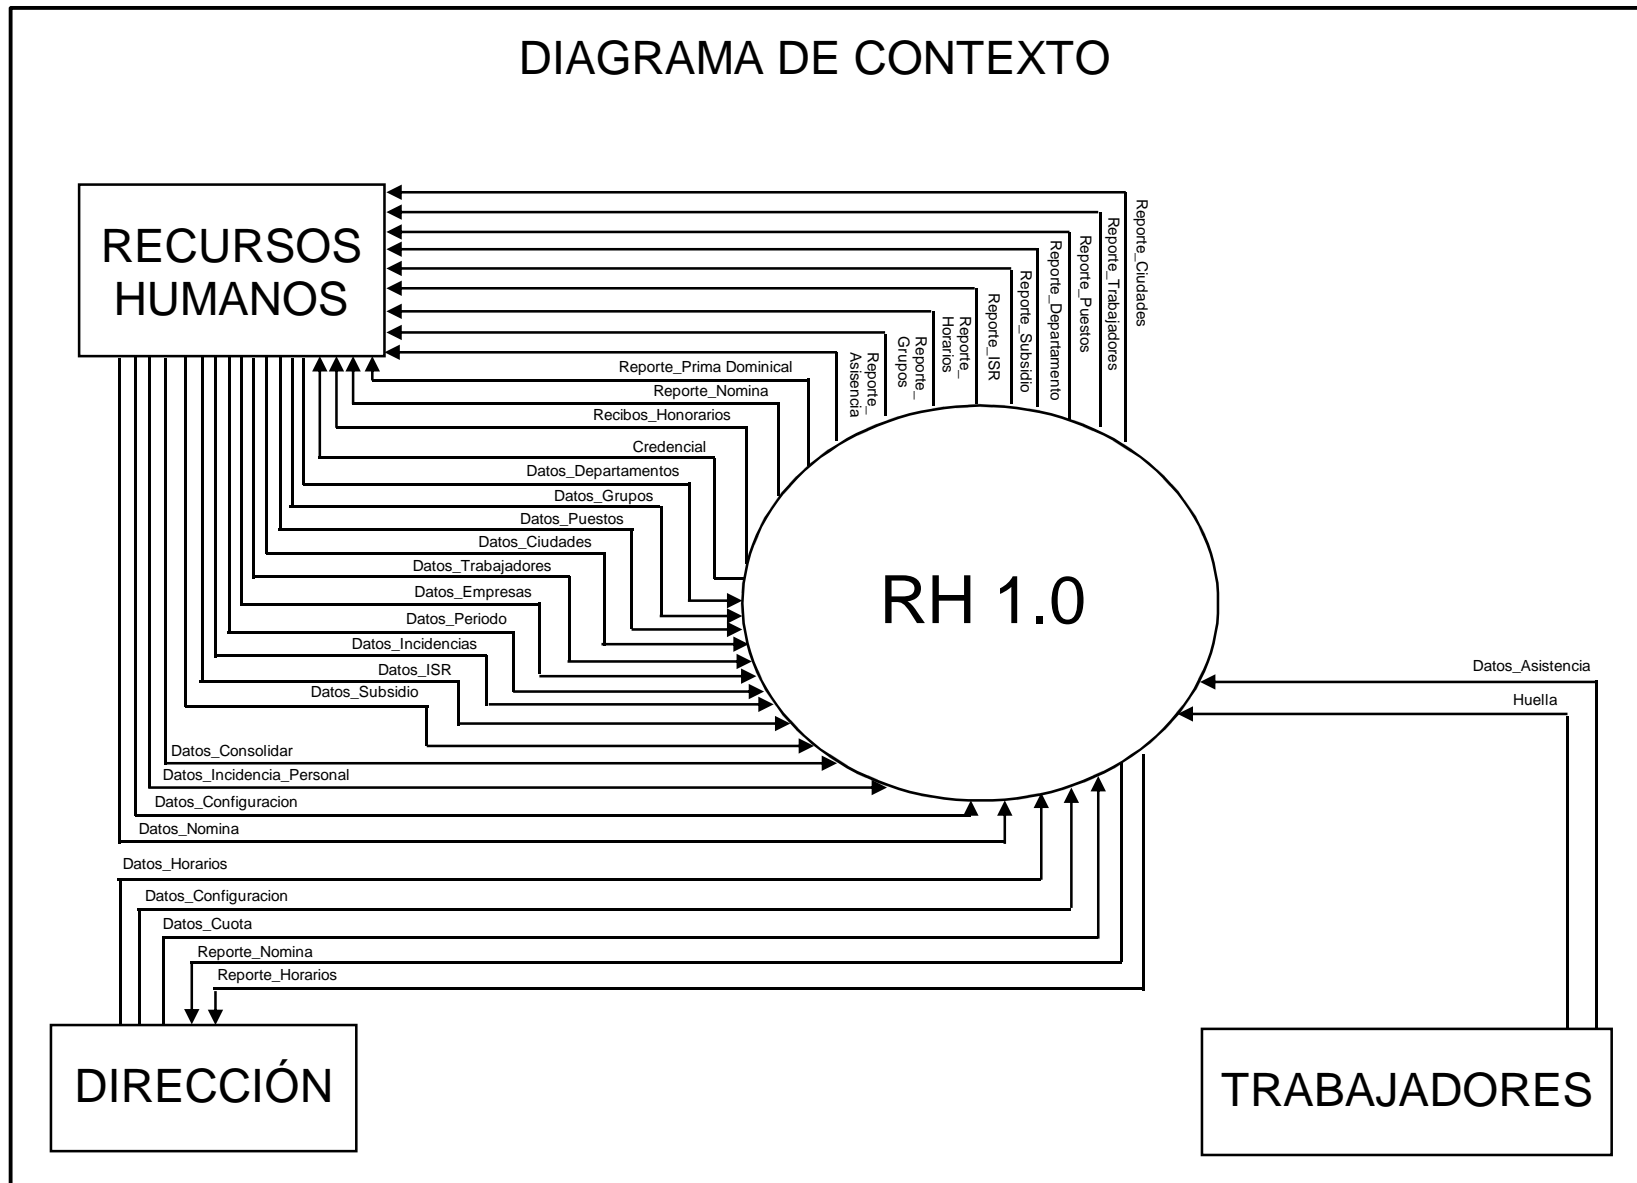 DIAGRAMA DE CONTEXTO
RECURSOS
HUMANOS
Reporte_Ciudades
Reporte_Trabajadores
Reporte_Puestos
Reporte_Departamento
Reporte_Subsidio
Reporte_ISR
Reporte_
Horarios
Reporte_
Grupos
Reporte_
Asisencia
Reporte_Prima Dominical
Reporte_Nomina
Recibos_Honorarios
Credencial
Datos_Departamentos
Datos_Grupos
Datos_Puestos
Datos_Ciudades
Datos_Trabajadores
Datos_Empresas
Datos_Periodo
Datos_Incidencias
Datos_ISR
Datos_Subsidio
Datos_Consolidar
Datos_Incidencia_Personal
Datos_Configuracion
Datos_Nomina
RH 1.0
Datos_Asistencia
Huella
Datos_Horarios
Datos_Configuracion
Datos_Cuota
Reporte_Nomina
Reporte_Horarios
DIRECCIÓN
TRABAJADORES